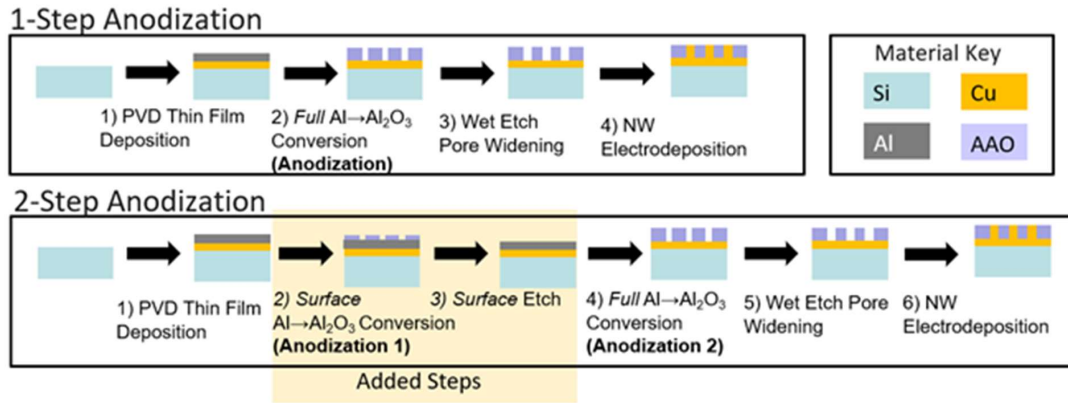 1-Step Anodization
1) PVD Thin Film
Deposition
2) Full Al→Al₂O₃
Conversion
(Anodization)
3) Wet Etch
Pore Widening
4) NW
Electrodeposition
Material Key
Si
Cu
Al
AAO
2-Step Anodization
1) PVD Thin Film
Deposition
2) Surface
Al→Al₂O₃ Conversion
(Anodization 1)
3) Surface Etch
4) Full Al→Al₂O₃
Conversion
(Anodization 2)
5) Wet Etch Pore
Widening
6) NW
Electrodeposition
Added Steps